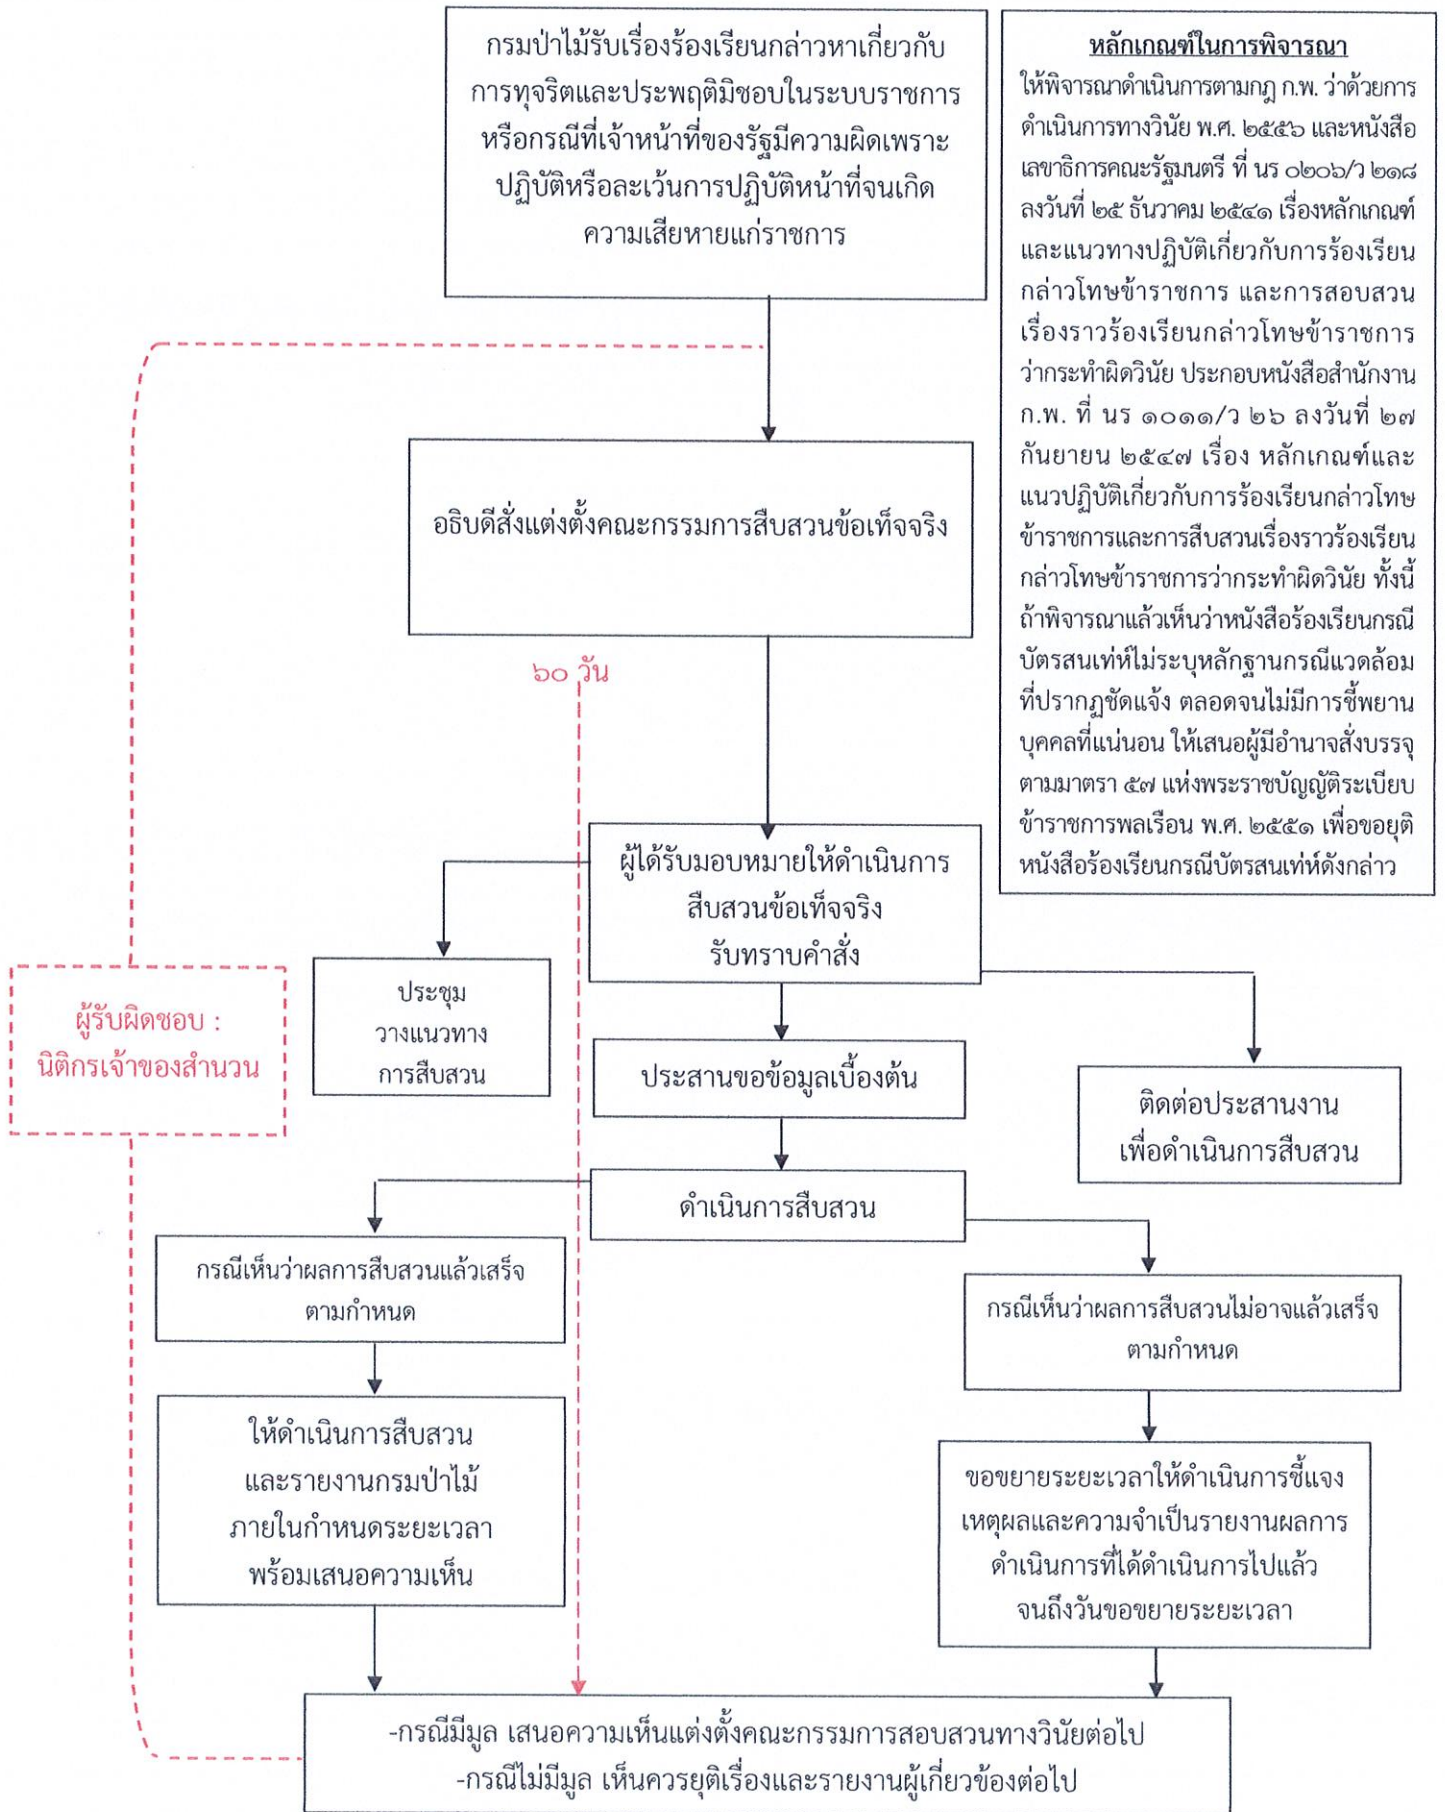 กรมป่าไม้รับเรื่องร้องเรียนกล่าวหาเกี่ยวกับ
การทุจริตและประพฤติมิชอบในระบบราชการ
หรือกรณีที่เจ้าหน้าที่ของรัฐมีความผิดเพราะ
ปฏิบัติหรือละเว้นการปฏิบัติหน้าที่จนเกิด
ความเสียหายแก่ราชการ
หลักเกณฑ์ในการพิจารณา
ให้พิจารณาดำเนินการตามกฎ ก.พ. ว่าด้วยการ
ดำเนินการทางวินัย พ.ศ. ๒๕๕๖ และหนังสือ
เลขาธิการคณะรัฐมนตรี ที่ นร ๐๒๐๖/ว ๒๑๘
ลงวันที่ ๒๕ ธันวาคม ๒๕๔๑ เรื่องหลักเกณฑ์
และแนวทางปฏิบัติเกี่ยวกับการร้องเรียน
กล่าวโทษข้าราชการ และการสอบสวน
เรื่องราวร้องเรียนกล่าวโทษข้าราชการ
ว่ากระทำผิดวินัย ประกอบหนังสือสำนักงาน
ก.พ. ที่ นร ๑๐๑๑/ว ๒๖ ลงวันที่ ๒๗
กันยายน ๒๕๔๗ เรื่อง หลักเกณฑ์และ
แนวปฏิบัติเกี่ยวกับการร้องเรียนกล่าวโทษ
ข้าราชการและการสืบสวนเรื่องราวร้องเรียน
กล่าวโทษข้าราชการว่ากระทำผิดวินัย ทั้งนี้
ถ้าพิจารณาแล้วเห็นว่าหนังสือร้องเรียนกรณี
บัตรสนเท่ห์ไม่ระบุหลักฐานกรณีแวดล้อม
ที่ปรากฏชัดแจ้ง ตลอดจนไม่มีการชี้พยาน
บุคคลที่แน่นอน ให้เสนอผู้มีอำนาจสั่งบรรจุ
ตามมาตรา ๕๗ แห่งพระราชบัญญัติระเบียบ
ข้าราชการพลเรือน พ.ศ. ๒๕๕๑ เพื่อขอยุติ
หนังสือร้องเรียนกรณีบัตรสนเท่ห์ดังกล่าว
อธิบดีสั่งแต่งตั้งคณะกรรมการสืบสวนข้อเท็จจริง
๖๐ วัน
ผู้ได้รับมอบหมายให้ดำเนินการ
สืบสวนข้อเท็จจริง
รับทราบคำสั่ง
ผู้รับผิดชอบ :
นิติกรเจ้าของสำนวน
ประชุม
วางแนวทาง
การสืบสวน
ประสานขอข้อมูลเบื้องต้น
ติดต่อประสานงาน
เพื่อดำเนินการสืบสวน
ดำเนินการสืบสวน
กรณีเห็นว่าผลการสืบสวนแล้วเสร็จ
ตามกำหนด
กรณีเห็นว่าผลการสืบสวนไม่อาจแล้วเสร็จ
ตามกำหนด
ให้ดำเนินการสืบสวน
และรายงานกรมป่าไม้
ภายในกำหนดระยะเวลา
พร้อมเสนอความเห็น
ขอขยายระยะเวลาให้ดำเนินการชี้แจง
เหตุผลและความจำเป็นรายงานผลการ
ดำเนินการที่ได้ดำเนินการไปแล้ว
จนถึงวันขอขยายระยะเวลา
-กรณีมีมูล เสนอความเห็นแต่งตั้งคณะกรรมการสอบสวนทางวินัยต่อไป
-กรณีไม่มีมูล เห็นควรยุติเรื่องและรายงานผู้เกี่ยวข้องต่อไป